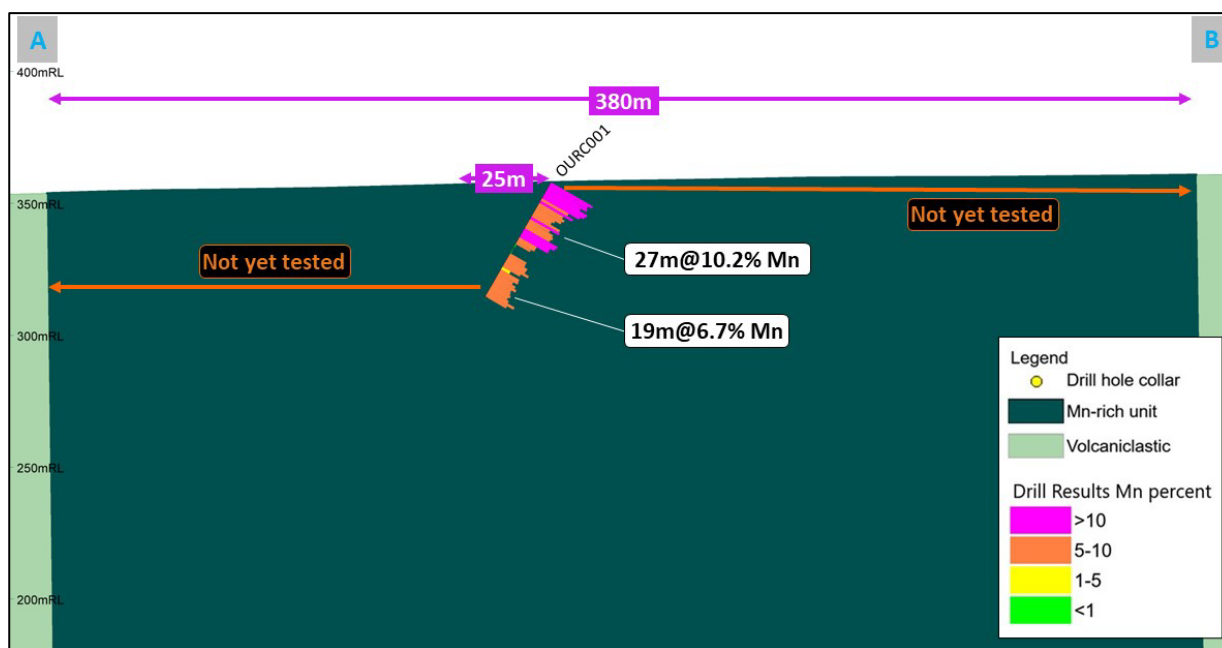 A
B
400mRL
380m
OURC001
25m
350mRL
Not yet tested
Not yet tested
27m@10.2% Mn
19m@6.7% Mn
300mRL
250mRL
200mRL
Legend
Drill hole collar
Mn-rich unit
Volcaniclastic
Drill Results Mn percent
>10
5-10
1-5
<1